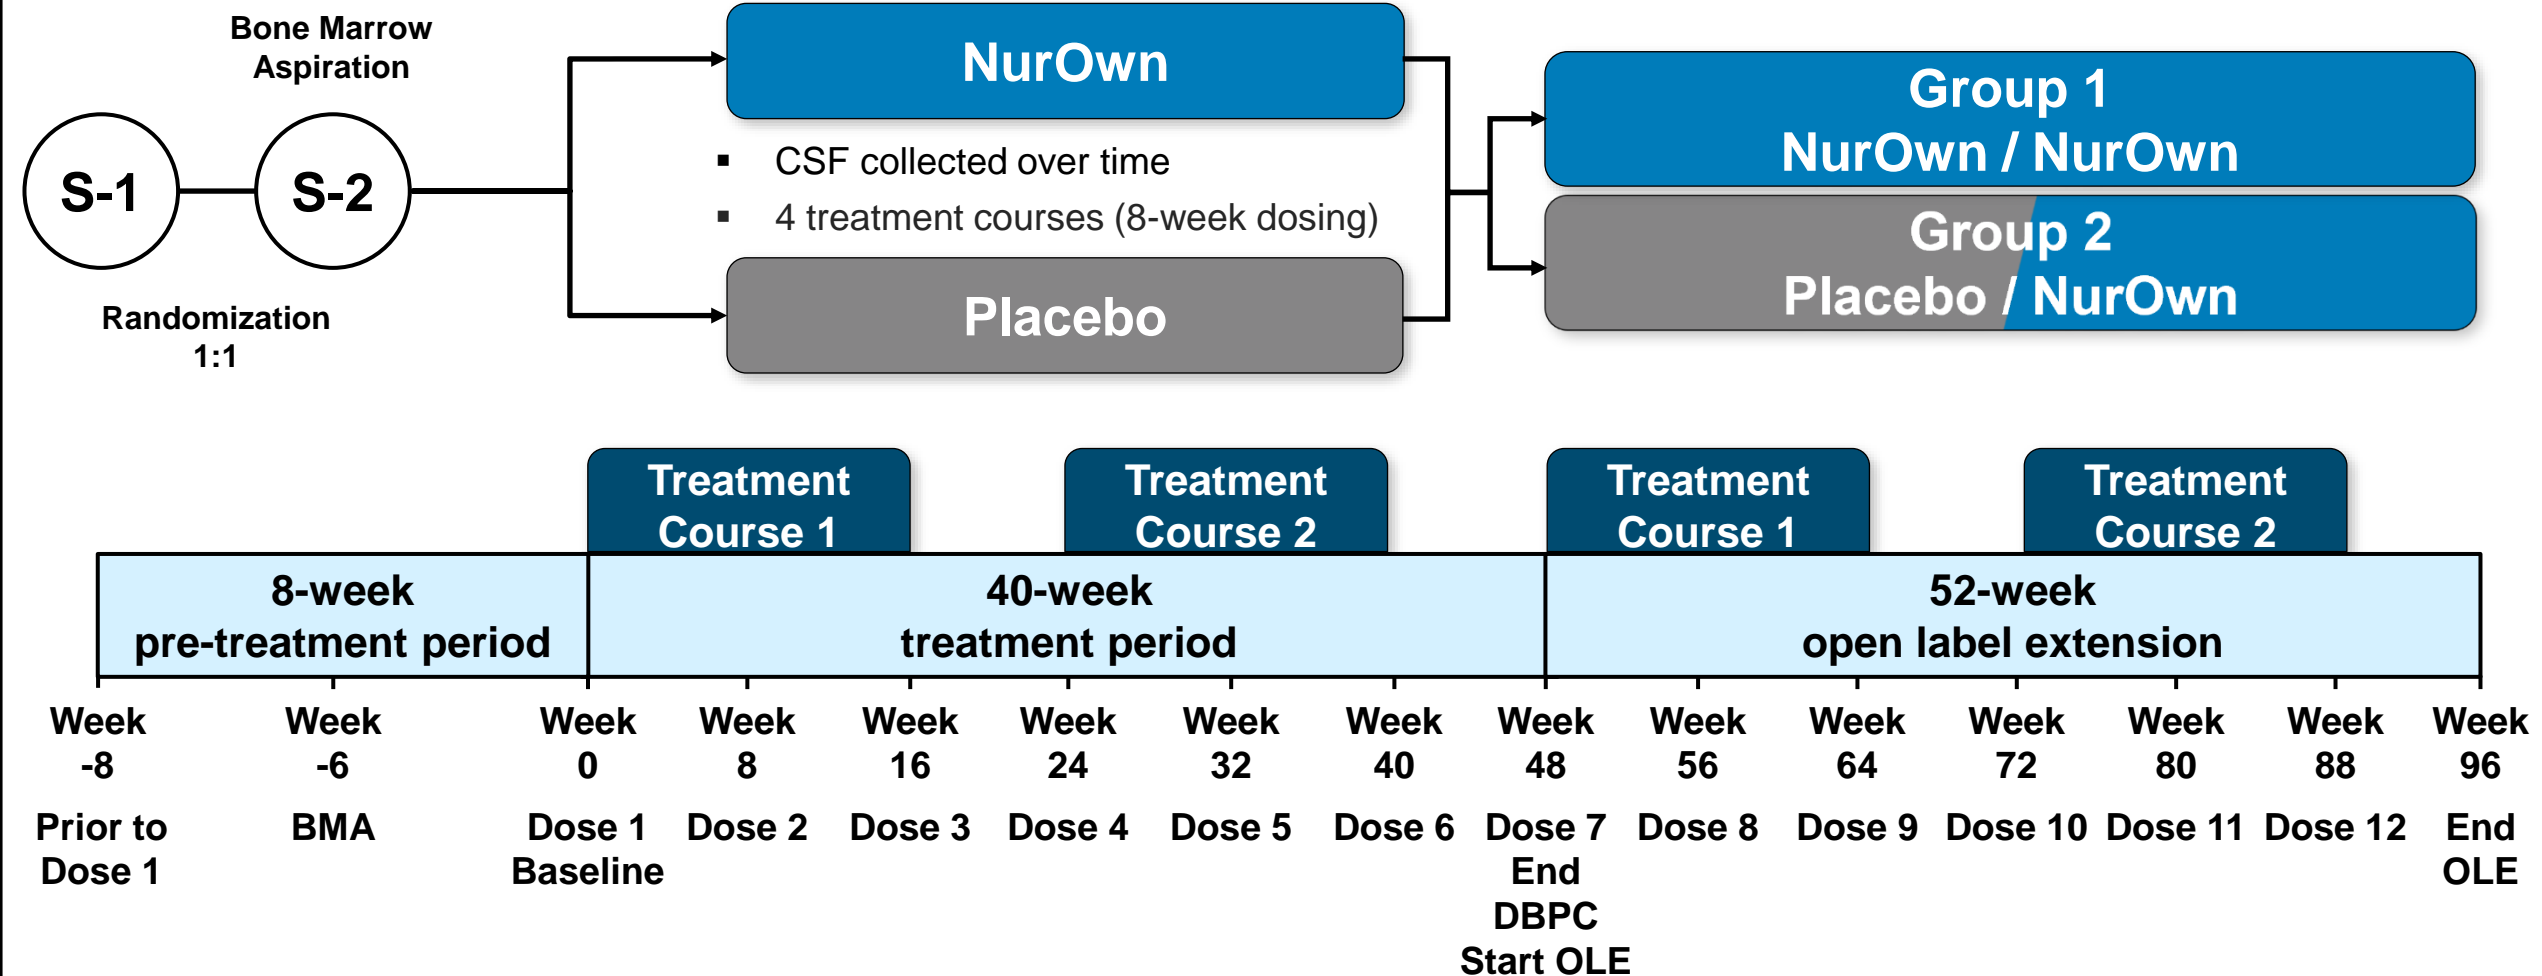 Bone Marrow
Aspiration
S-1
S-2
Randomization
1:1
NurOwn
▪ CSF collected over time
▪ 4 treatment courses (8-week dosing)
Placebo
Group 1
NurOwn / NurOwn
Group 2
Placebo / NurOwn
Treatment
Course 1
Treatment
Course 2
Treatment
Course 1
Treatment
Course 2
8-week
pre-treatment period
40-week
treatment period
52-week
open label extension
Week
-8
Prior to
Dose 1
Week
-6
BMA
Week
0
Dose 1
Baseline
Week
8
Dose 2
Week
16
Dose 3
Week
24
Dose 4
Week
32
Dose 5
Week
40
Dose 6
Week
48
Dose 7
End
DBPC
Start OLE
Week
56
Dose 8
Week
64
Dose 9
Week
72
Dose 10
Week
80
Dose 11
Week
88
Dose 12
Week
96
End
OLE